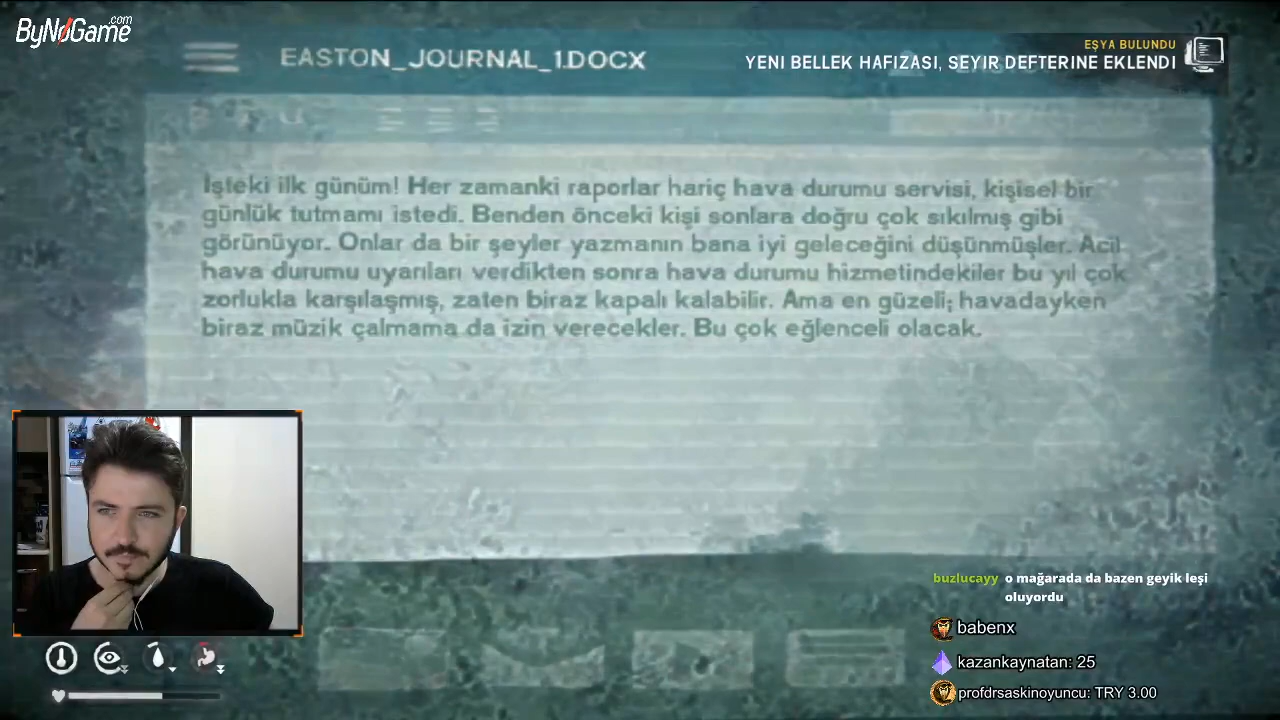 ByNoGame.com
EASTON_JOURNAL_1.DOCX
EŞYA BULUNDU
YENI BELLEK HAFIZASI, SEYIR DEFTERINE EKLENDI
İşteki ilk günüm! Her zamanki raporlar hariç hava durumu servisi, kişisel bir
günlük tutmamı istedi. Benden önceki kişi sonlara doğru çok sıkılmış gibi
görünüyor. Onlar da bir şeyler yazmanın bana iyi geleceğini düşünmüşler. Acil
hava durumu uyarıları verdikten sonra hava durumu hizmetindekiler bu yıl çok
zorlukla karşılaşmış, zaten biraz kapalı kalabilir. Ama en güzeli; havadayken
biraz müzik çalmama da izin verecekler. Bu çok eğlenceli olacak.
buzlucayy o mağarada da bazen geyik leşi
oluyordu
babenx
kazankaynatan: 25
profdrsaskinoyuncu: TRY 3.00